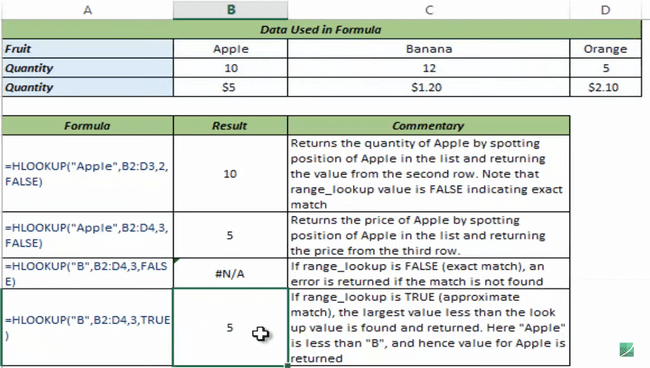 A B C D
Data Used in Formula
Fruit Apple Banana Orange
Quantity 10 12 5
Quantity $5 $1.20 $2.10
Formula Result Commentary
=HLOOKUP("Apple",B2:D3,2,
FALSE)
10
Returns the quantity of Apple by spotting
position of Apple in the list and returning
the value from the second row. Note that
range_lookup value is FALSE indicating exact
match
=HLOOKUP("Apple",B2:D4,3,
FALSE)
5
Returns the price of Apple by spotting
position of Apple in the list and returning
the price from the third row.
=HLOOKUP("B",B2:D4,3,FALS
E)
#N/A
If range_lookup is FALSE (exact match), an
error is returned if the match is not found
=HLOOKUP("B",B2:D4,3,TRUE
)
5
If range_lookup is TRUE (approximate
match), the largest value less than the look
up value is found and returned. Here "Apple"
is less than "B", and hence value for Apple is
returned